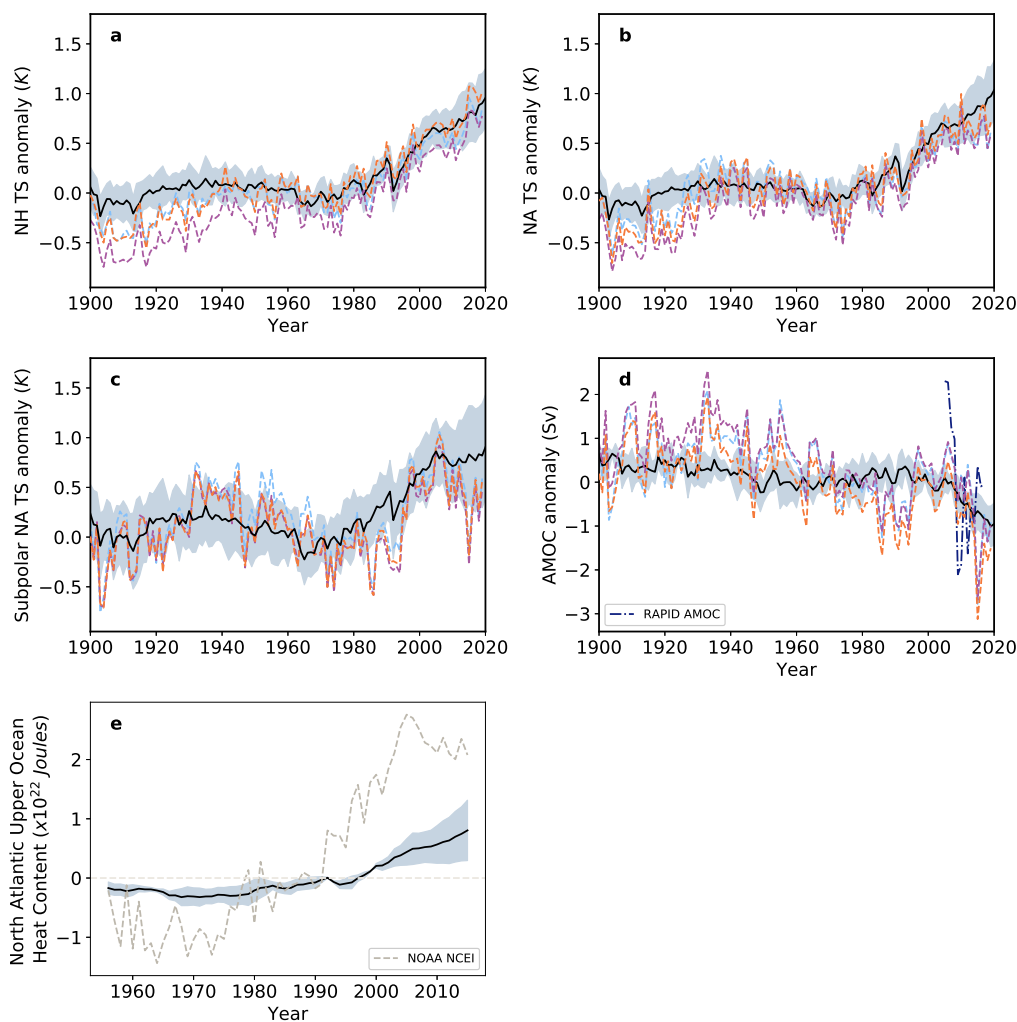 a
NH TS anomaly (K)
1.5
1.0
0.5
0.0
−0.5
1900 1920 1940 1960 1980 2000 2020
Year
b
NA TS anomaly (K)
1.5
1.0
0.5
0.0
−0.5
1900 1920 1940 1960 1980 2000 2020
Year
c
Subpolar NA TS anomaly (K)
1.5
1.0
0.5
0.0
−0.5
1900 1920 1940 1960 1980 2000 2020
Year
d
AMOC anomaly (Sv)
2
1
0
−1
−2
−3
RAPID AMOC
1900 1920 1940 1960 1980 2000 2020
Year
e
North Atlantic Upper Ocean
Heat Content (x10²² Joules)
2
1
0
−1
NOAA NCEI
1960 1970 1980 1990 2000 2010
Year